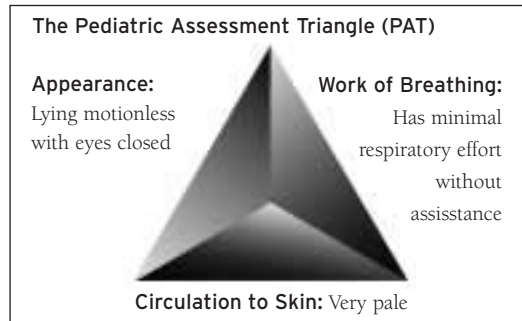 The Pediatric Assessment Triangle (PAT)
Appearance:
Lying motionless
with eyes closed
Work of Breathing:
Has minimal
respiratory effort
without
assisstance
Circulation to Skin: Very pale